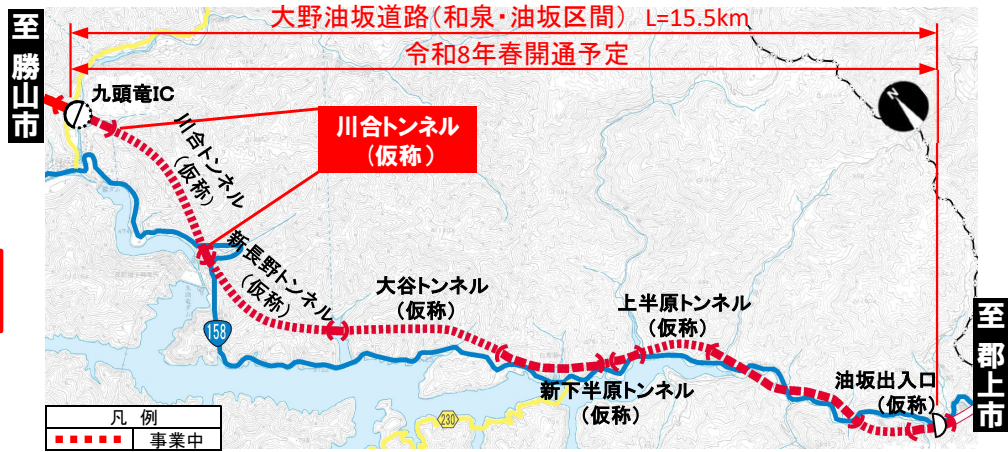 大野油坂道路(和泉・油坂区間) L=15.5km
令和8年春開通予定
至 勝山市
九頭竜IC
川合トンネル
(仮称)
川合トンネル
(仮称)
新長野トンネル
(仮称)
大谷トンネル
(仮称)
上半原トンネル
(仮称)
新下半原トンネル
(仮称)
油坂出入口
(仮称)
至 郡上市
158
230
N
凡 例
事業中